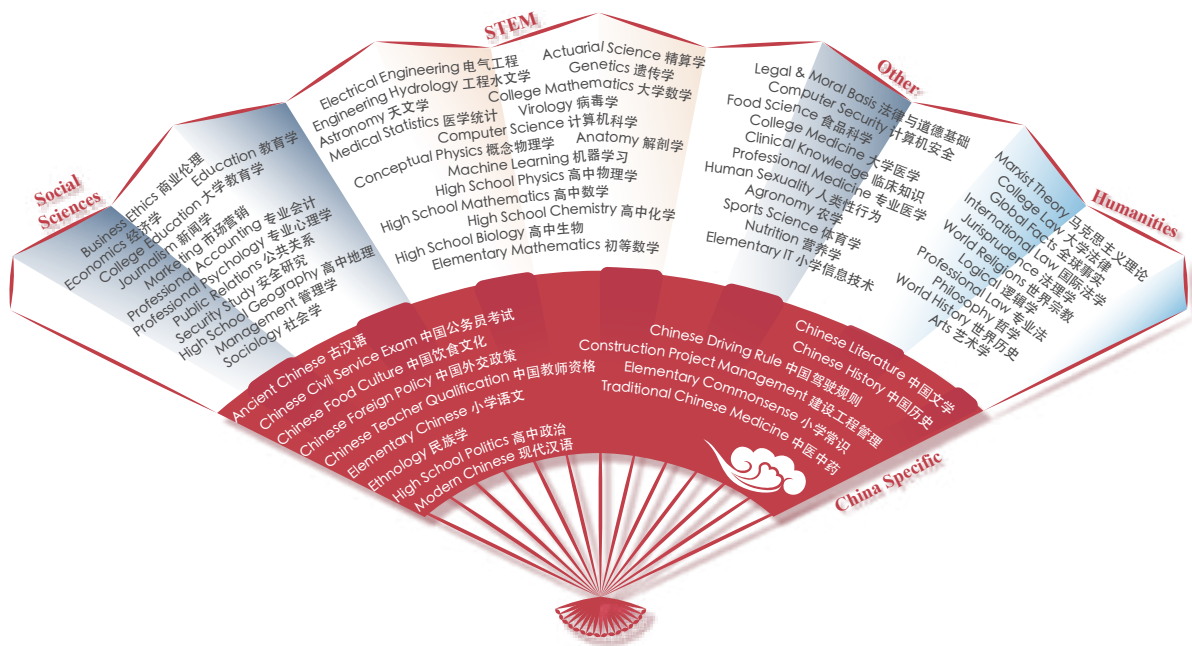 Social
Sciences
Business Ethics 商业伦理
Education 教育学
Economics 经济学
College Education 大学教育学
Journalism 新闻学
Marketing 市场营销
Professional Accounting 专业会计
Professional Psychology 专业心理学
Public Relations 公共关系
Security Study 安全研究
High School Geography 高中地理
Management 管理学
Sociology 社会学
STEM
Electrical Engineering 电气工程
Engineering Hydrology 工程水文学
Astronomy 天文学
Medical Statistics 医学统计
Actuarial Science 精算学
Genetics 遗传学
College Mathematics 大学数学
Virology 病毒学
Computer Science 计算机科学
Conceptual Physics 概念物理学
Anatomy 解剖学
Machine Learning 机器学习
High School Physics 高中物理学
High School Mathematics 高中数学
High School Chemistry 高中化学
High School Biology 高中生物
Elementary Mathematics 初等数学
Other
Legal & Moral Basis 法律与道德基础
Computer Security 计算机安全
Food Science 食品科学
College Medicine 大学医学
Clinical Knowledge 临床知识
Professional Medicine 专业医学
Human Sexuality 人类性行为
Agronomy 农学
Sports Science 体育学
Nutrition 营养学
Elementary IT 小学信息技术
Humanities
Marxist Theory 马克思主义理论
College Law 大学法律
Global Facts 全球事实
International Law 国际法学
Jurisprudence 法理学
World Religions 世界宗教
Logical 逻辑学
Professional Law 专业法
Philosophy 哲学
World History 世界历史
Arts 艺术学
Ancient Chinese 古汉语
Chinese Civil Service Exam 中国公务员考试
Chinese Food Culture 中国饮食文化
Chinese Foreign Policy 中国外交政策
Chinese Teacher Qualification 中国教师资格
Elementary Chinese 小学语文
Ethnology 民族学
High School Politics 高中政治
Modern Chinese 现代汉语
Chinese Literature 中国文学
Chinese History 中国历史
Chinese Driving Rule 中国驾驶规则
Construction Project Management 建设工程管理
Elementary Commonsense 小学常识
Traditional Chinese Medicine 中医中药
China Specific